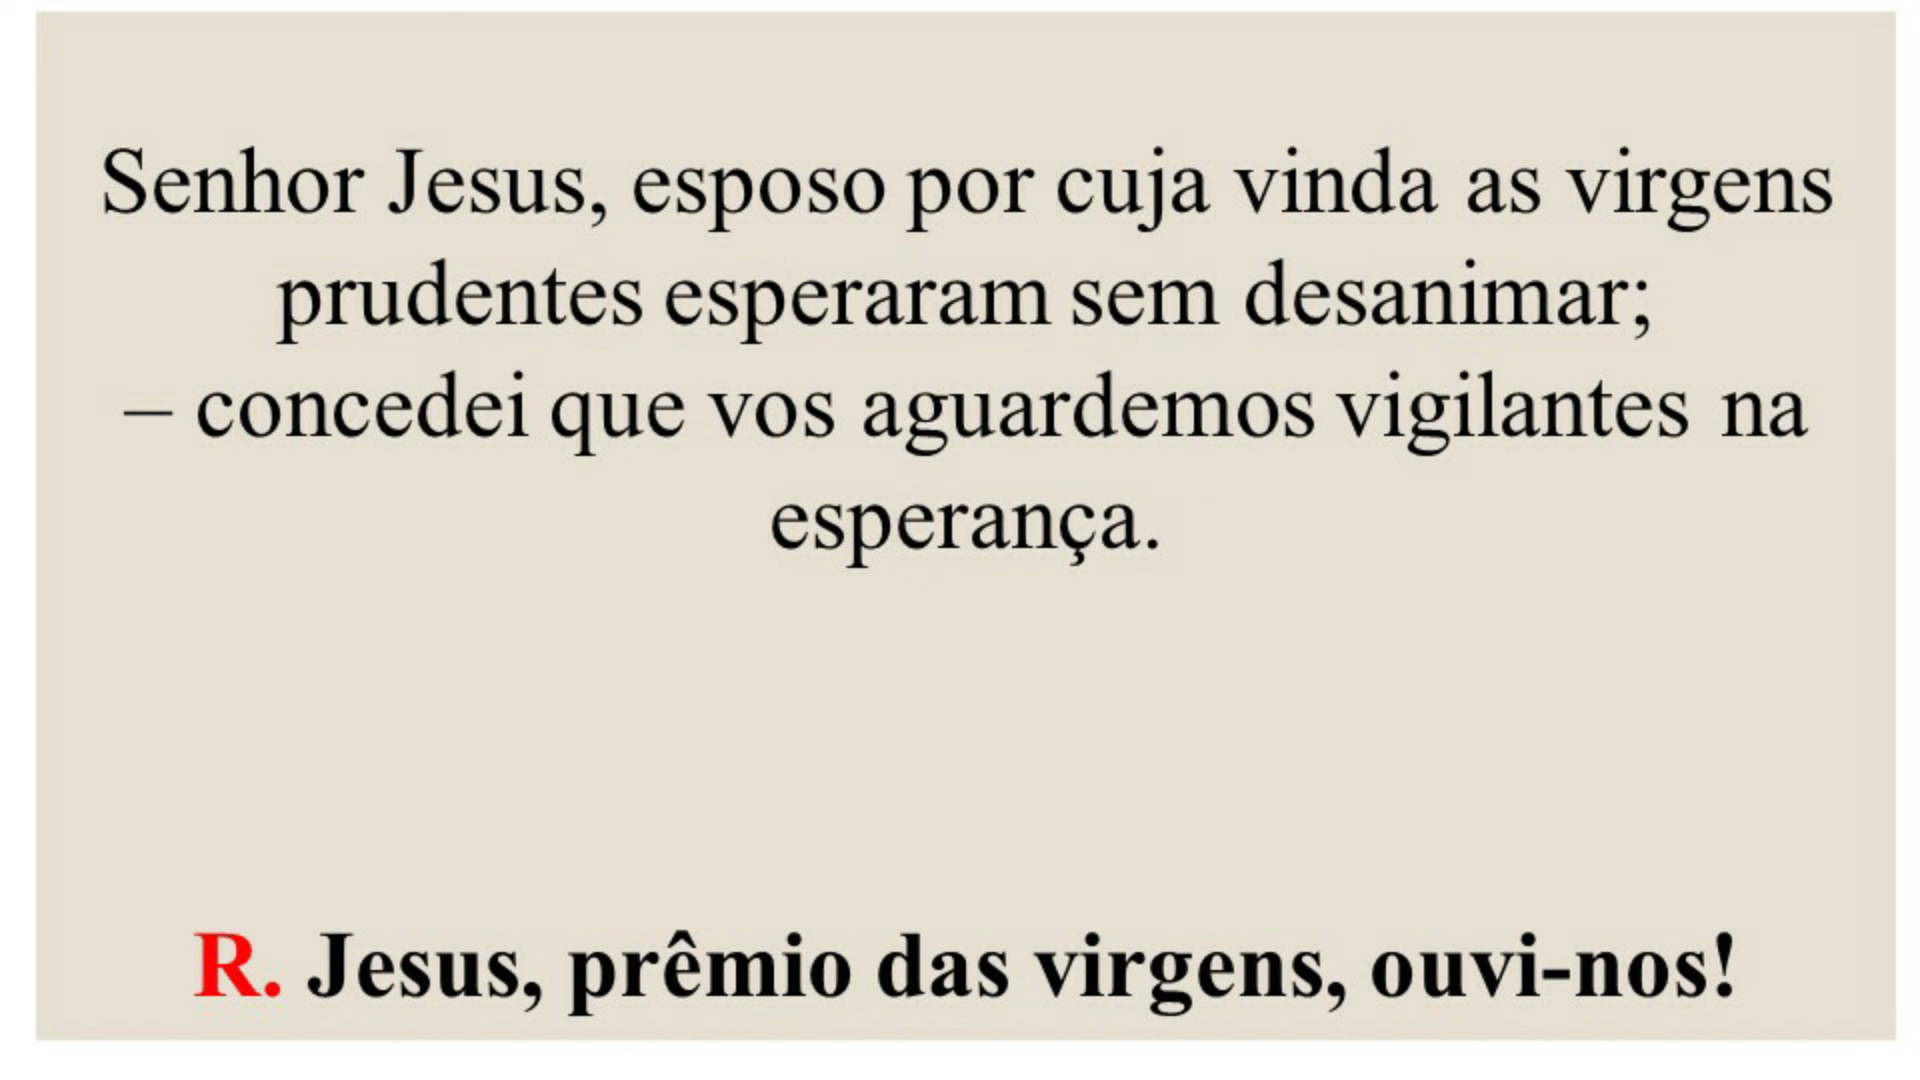 Senhor Jesus, esposo por cuja vinda as virgens
prudentes esperaram sem desanimar;
– concedei que vos aguardemos vigilantes na
esperança.
R. Jesus, prêmio das virgens, ouvi-nos!